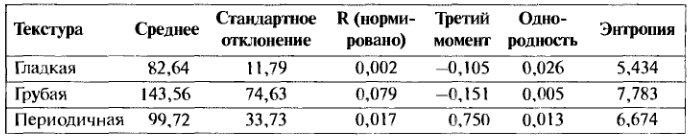 Текстура Среднее Стандартное отклонение R (норми-ровано) Третий момент Одно-родность Энтропия
Гладкая 82,64 11,79 0,002 −0,105 0,026 5,434
Грубая 143,56 74,63 0,079 −0,151 0,005 7,783
Периодичная 99,72 33,73 0,017 0,750 0,013 6,674